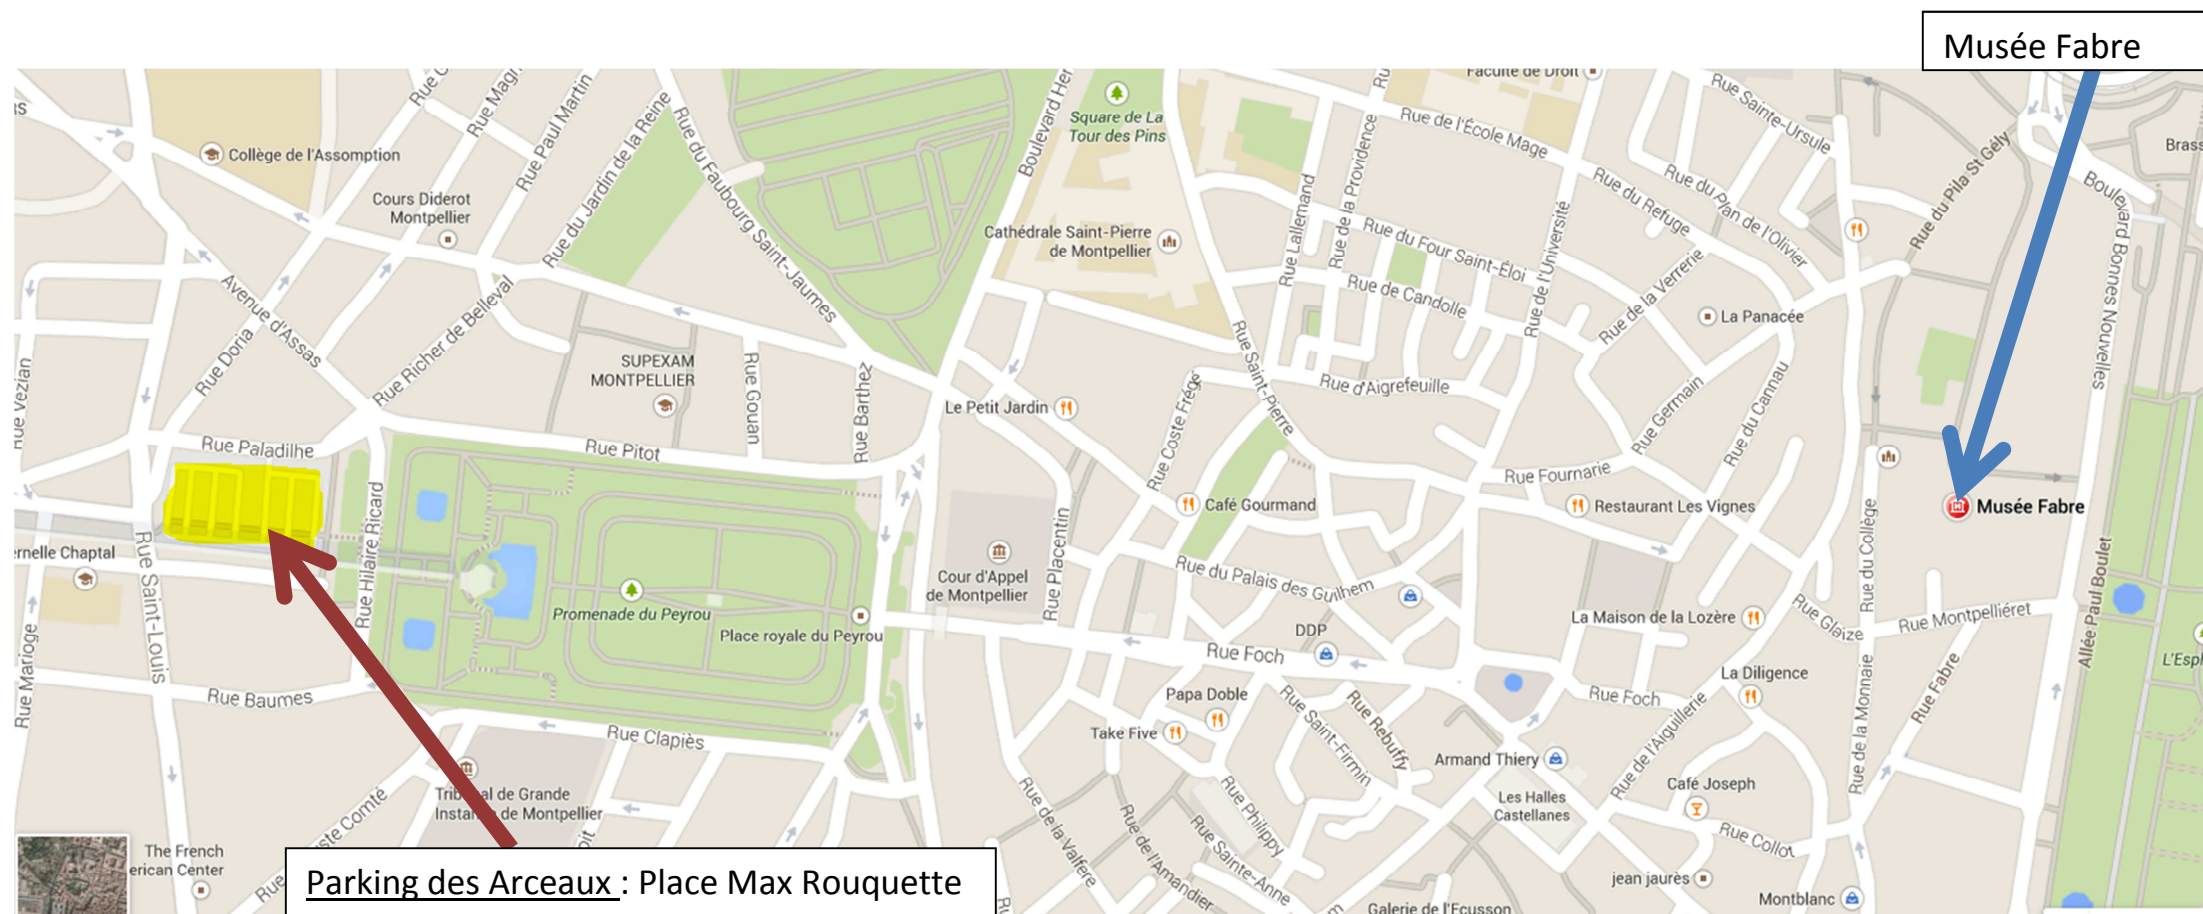 Musée Fabre
Faculté de Droit
Square de La
Tour des Pins
Rue Sainte-Ursule
Rue de l'École Mage
Rue Paul Martin
Rue du Jardin de la Reine
Rue du Faubourg Saint-Jaumes
Collège de l'Assomption
Cours Diderot
Montpellier
Cathédrale Saint-Pierre
de Montpellier
Rue Lallemand
Rue de la Providence
Rue du Refuge
Rue du Plan de l'Olivier
Rue du Pila St Gély
Boulevard Bonnes Nouvelles
Rue du Four Saint-Éloi
Rue de l'Université
Rue de Candolle
Rue de la Verrerie
La Panacée
Avenue d'Assas
Rue Doria
Rue Richer de Belleval
SUPEXAM
MONTPELLIER
Rue Gouan
Rue Barthez
Rue Vezian
Le Petit Jardin
Rue Coste Frège
Rue Saint-Pierre
Rue d'Aigrefeuille
Rue Germain
Rue du Cannau
Rue Paladilhe
Rue Pitot
Rue Fournarie
Café Gourmand
Restaurant Les Vignes
Musée Fabre
Rue Hilaire Ricard
Rue Placentin
Rue du Collège
Rue Saint-Louis
Cour d'Appel
de Montpellier
Rue du Palais des Guilhem
Promenade du Peyrou
Place royale du Peyrou
DDP
La Maison de la Lozère
Rue Glaize
Rue Montpelliéret
Allée Paul Boulet
Rue Marioge
Rue Foch
Rue Baumes
Papa Doble
Rue Saint-Firmin
Rue Rebuffy
Rue Foch
La Diligence
Rue de l'Aiguillerie
Rue de la Monnaie
Rue Fabre
Take Five
Rue Clapiès
Armand Thiery
Café Joseph
Les Halles
Castellanes
Tribunal de Grande
Instance de Montpellier
Rue de la Valfere
Rue de l'Amandier
Rue Philippy
Rue Sainte-Anne
Rue Collot
The French
jean jaurès
Montblanc
Galerie de l'Ecusson
Parking des Arceaux : Place Max Rouquette